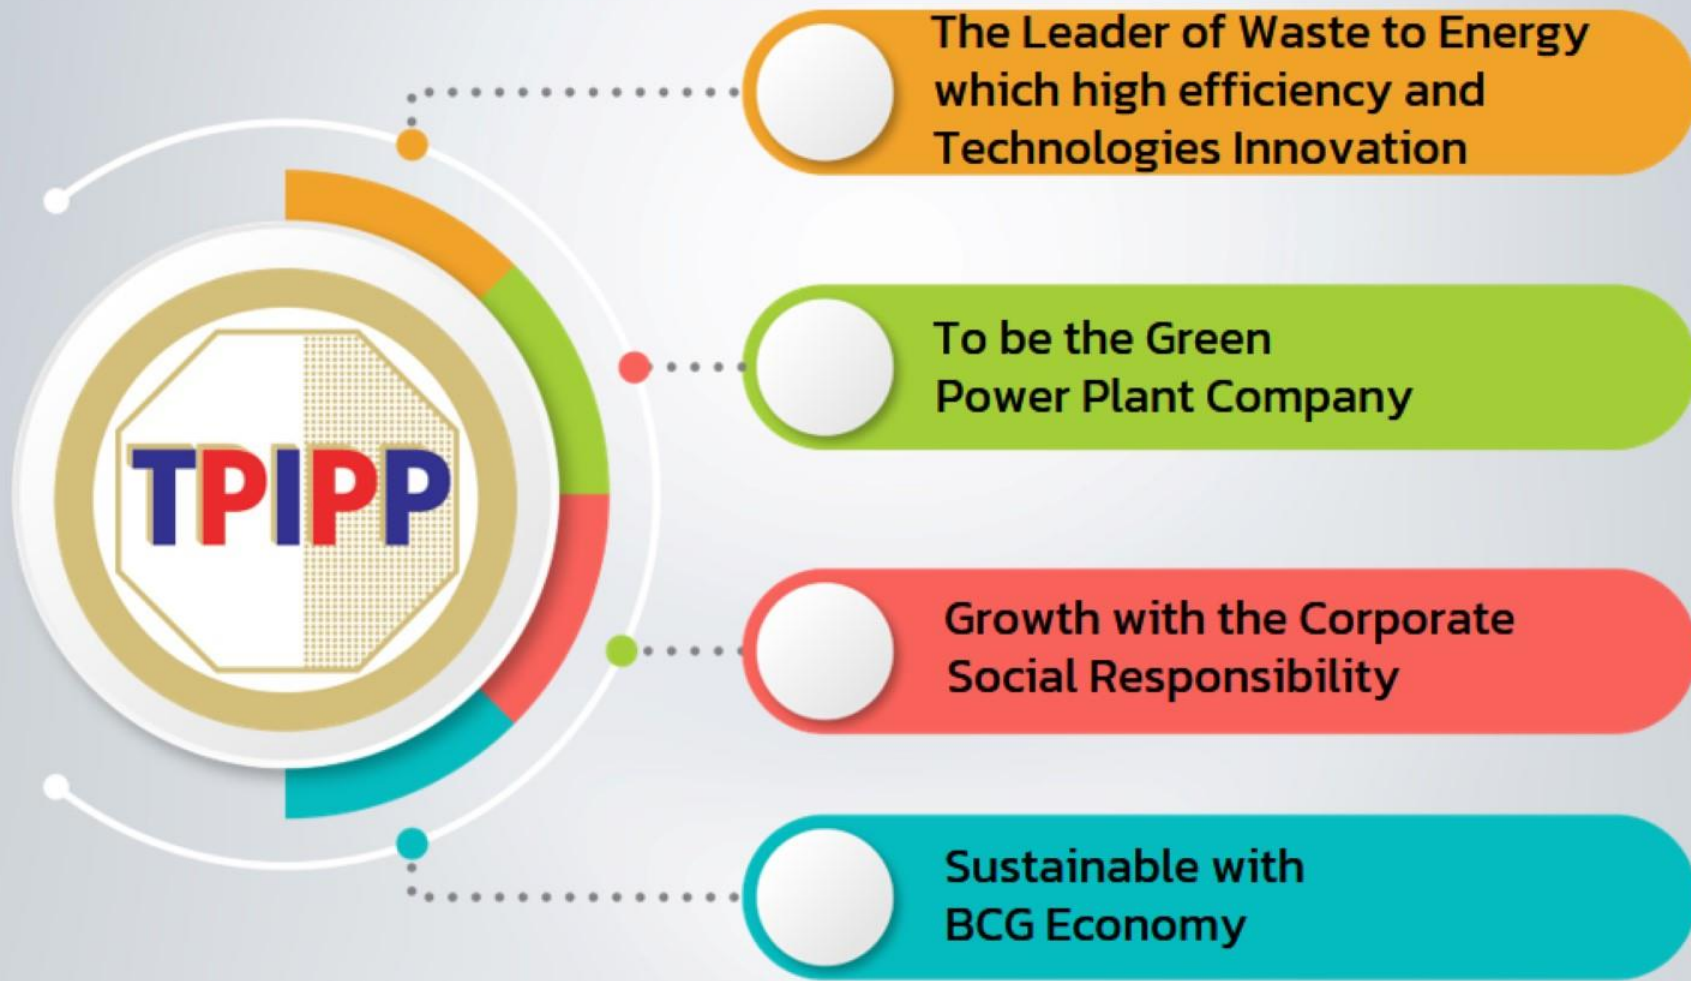 The Leader of Waste to Energy
which high efficiency and
Technologies Innovation
To be the Green
Power Plant Company
TPIPP
Growth with the Corporate
Social Responsibility
Sustainable with
BCG Economy